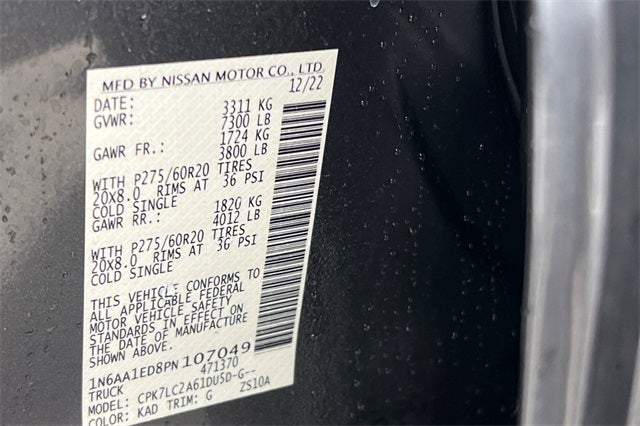 MFD BY NISSAN MOTOR CO., LTD.
DATE: 12/22
GVWR: 3311 KG
7300 LB
GAWR FR.: 1724 KG
3800 LB
WITH P275/60R20 TIRES
20X8.0 RIMS AT 36 PSI
COLD SINGLE
GAWR RR.: 1820 KG
4012 LB
WITH P275/60R20 TIRES
20X8.0 RIMS AT 36 PSI
COLD SINGLE
THIS VEHICLE CONFORMS TO
ALL APPLICABLE FEDERAL
MOTOR VEHICLE SAFETY
STANDARDS IN EFFECT ON
THE DATE OF MANUFACTURE
SHOWN ABOVE.
1N6AA1ED8PN107049
TRUCK 471370
MODEL: CPK7LC2A61DU5D-G--
COLOR: KAD TRIM: G ZS10A